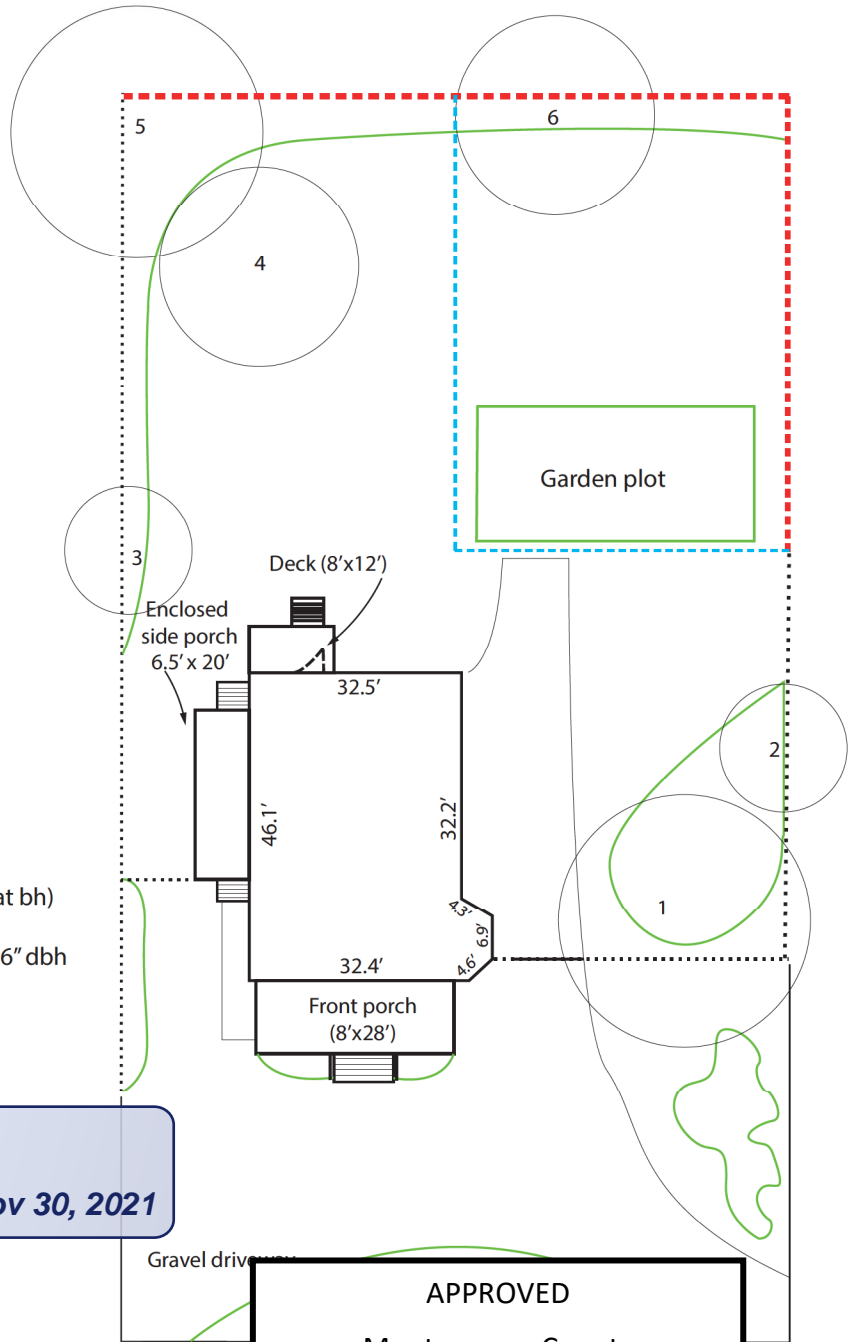 5
6
4
Garden plot
3
Deck (8’x12’)
Enclosed
side porch
6.5’ x 20’
32.5’
46.1’
32.2’
2
at bh)
4.3’
1
6.9’
6” dbh
32.4’
4.6’
Front porch
(8’x28’)
30, 2021
Gravel
APPROVED